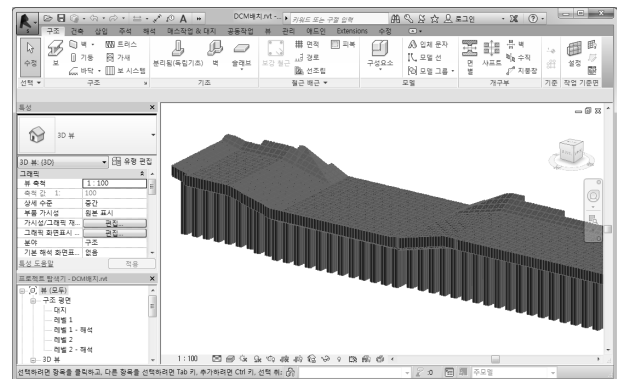 DCM배치.rvt -...
키워드 또는 구절 입력
로그인
구조 건축 삽입 주석 해석 매스작업 & 대지 공동작업 뷰 관리 애드인 Extensions 수정
수정
보
벽
기둥
바닥
트러스
가새
보 시스템
분리됨(독립기초)
벽
슬래브
보강 철근
면적
경로
선조립
피복
구성요소
입체 문자
모델 선
모델 그룹
면별
샤프트
벽
수직
지붕창
설정
선택
구조
기초
철근 배근
모델
개구부
기준
작업 기준면
특성
3D 뷰
3D 뷰: {3D}
유형 편집
그래픽
뷰 축척 1 : 100
축척 값 1: 100
상세 수준 중간
부품 가시성 원본 표시
가시성/그래픽 재... 편집...
그래픽 화면표시 ... 편집...
분야 구조
기본 해석 화면표... 없음
특성 도움말
적용
프로젝트 탐색기 - DCM배치.rvt
뷰 (모두)
구조 평면
대지
레벨 1
레벨 1 - 해석
레벨 2
레벨 2 - 해석
3D 뷰
1 : 100
선택하려면 항목을 클릭하고, 다른 항목을 선택하려면 Tab 키, 추가하려면 Ctrl 키, 선택 취:
:0
주모델